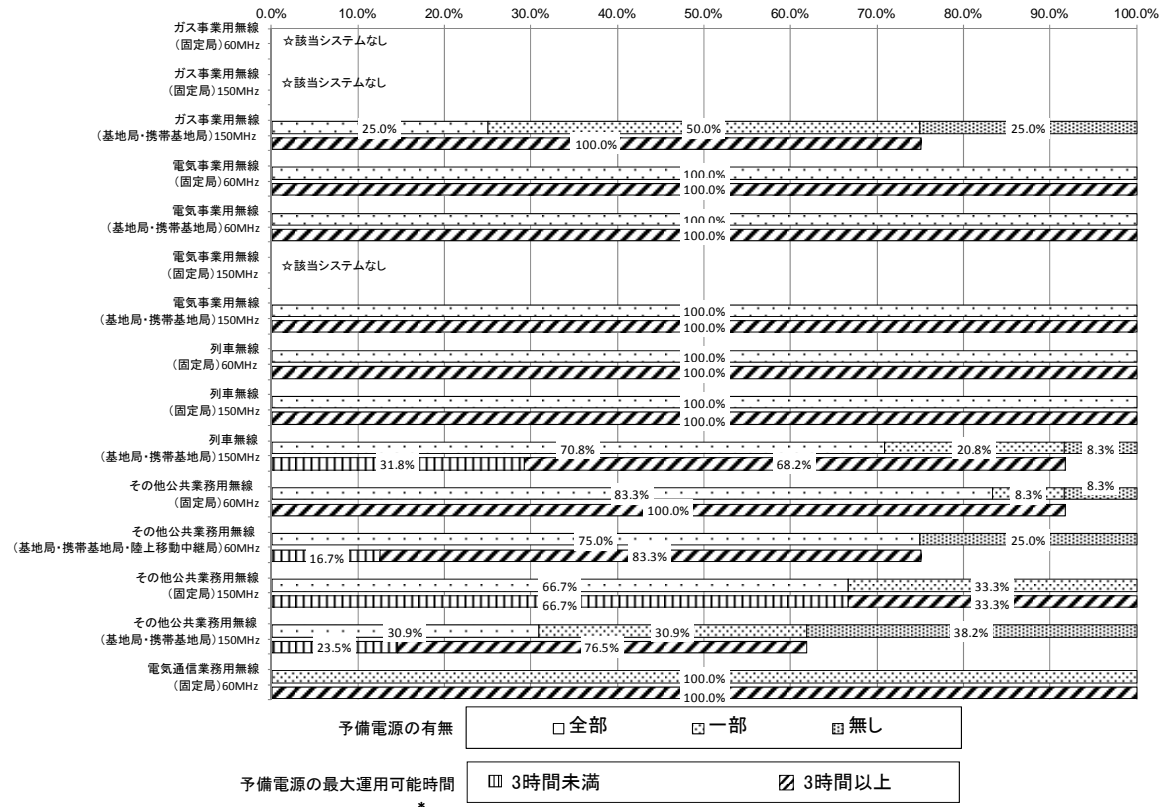 0.0% 10.0% 20.0% 30.0% 40.0% 50.0% 60.0% 70.0% 80.0% 90.0% 100.0%
ガス事業用無線
(固定局)60MHz
☆該当システムなし
ガス事業用無線
(固定局)150MHz
☆該当システムなし
ガス事業用無線
(基地局・携帯基地局)150MHz
25.0% 50.0% 25.0%
100.0%
電気事業用無線
(固定局)60MHz
100.0%
100.0%
電気事業用無線
(基地局・携帯基地局)60MHz
100.0%
100.0%
電気事業用無線
(固定局)150MHz
☆該当システムなし
電気事業用無線
(基地局・携帯基地局)150MHz
100.0%
100.0%
列車無線
(固定局)60MHz
100.0%
100.0%
列車無線
(固定局)150MHz
100.0%
100.0%
列車無線
(基地局・携帯基地局)150MHz
70.8% 20.8% 8.3%
31.8% 68.2%
その他公共業務用無線
(固定局)60MHz
83.3% 8.3% 8.3%
100.0%
その他公共業務用無線
(基地局・携帯基地局・陸上移動中継局)60MHz
75.0% 25.0%
16.7% 83.3%
その他公共業務用無線
(固定局)150MHz
66.7% 33.3%
66.7% 33.3%
その他公共業務用無線
(基地局・携帯基地局)150MHz
30.9% 30.9% 38.2%
23.5% 76.5%
電気通信業務用無線
(固定局)60MHz
100.0%
100.0%
予備電源の有無 全部 一部 無し
予備電源の最大運用可能時間 3時間未満 3時間以上
*